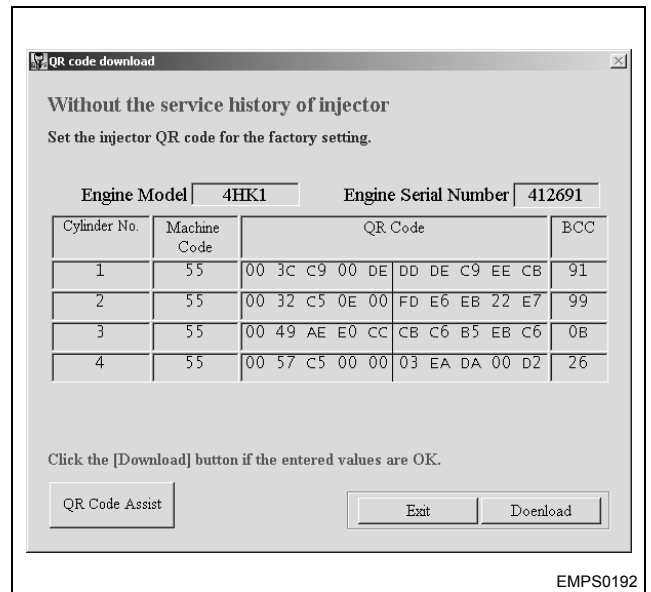 QR code download
Without the service history of injector
Set the injector QR code for the factory setting.
Engine Model 4HK1 Engine Serial Number 412691
Cylinder No. Machine Code QR Code BCC
1 55 00 3C C9 00 DE DD DE C9 EE CB 91
2 55 00 32 C5 0E 00 FD E6 EB 22 E7 99
3 55 00 49 AE E0 CC CB C6 B5 EB C6 0B
4 55 00 57 C5 00 00 03 EA DA 00 D2 26
Click the [Download] button if the entered values are OK.
QR Code Assist Exit Doenload
EMPS0192